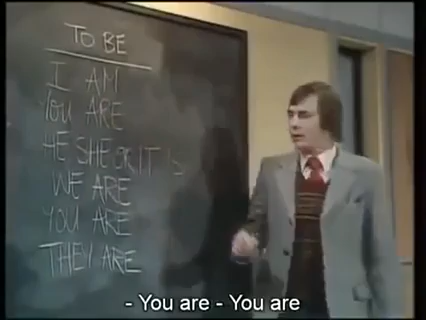 TO BE
I AM
YOU ARE
HE SHE OR IT IS
WE ARE
YOU ARE
THEY ARE
- You are - You are